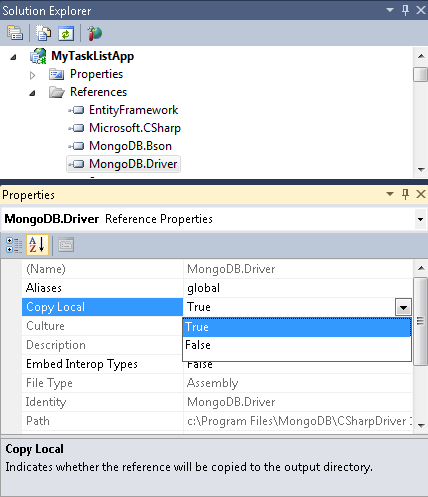 Solution Explorer
MyTaskListApp
Properties
References
EntityFramework
Microsoft.CSharp
MongoDB.Bson
MongoDB.Driver
Properties
MongoDB.Driver Reference Properties
(Name) MongoDB.Driver
Aliases global
Copy Local True
Culture True
Description False
Embed Interop Types False
File Type Assembly
Identity MongoDB.Driver
Path c:\Program Files\MongoDB\CSharpDriver
Copy Local
Indicates whether the reference will be copied to the output directory.